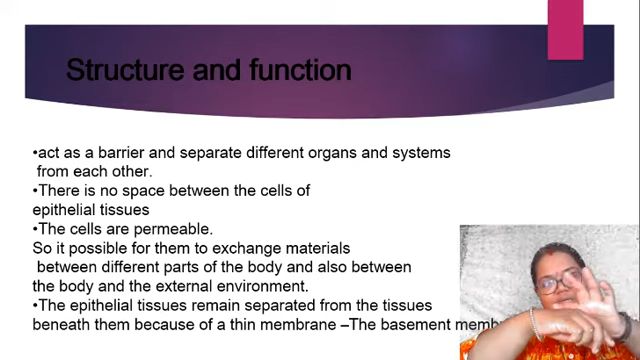 Structure and function
•act as a barrier and separate different organs and systems
from each other.
•There is no space between the cells of
epithelial tissues
•The cells are permeable.
So it possible for them to exchange materials
between different parts of the body and also between
the body and the external environment.
•The epithelial tissues remain separated from the tissues
beneath them because of a thin membrane –The basement